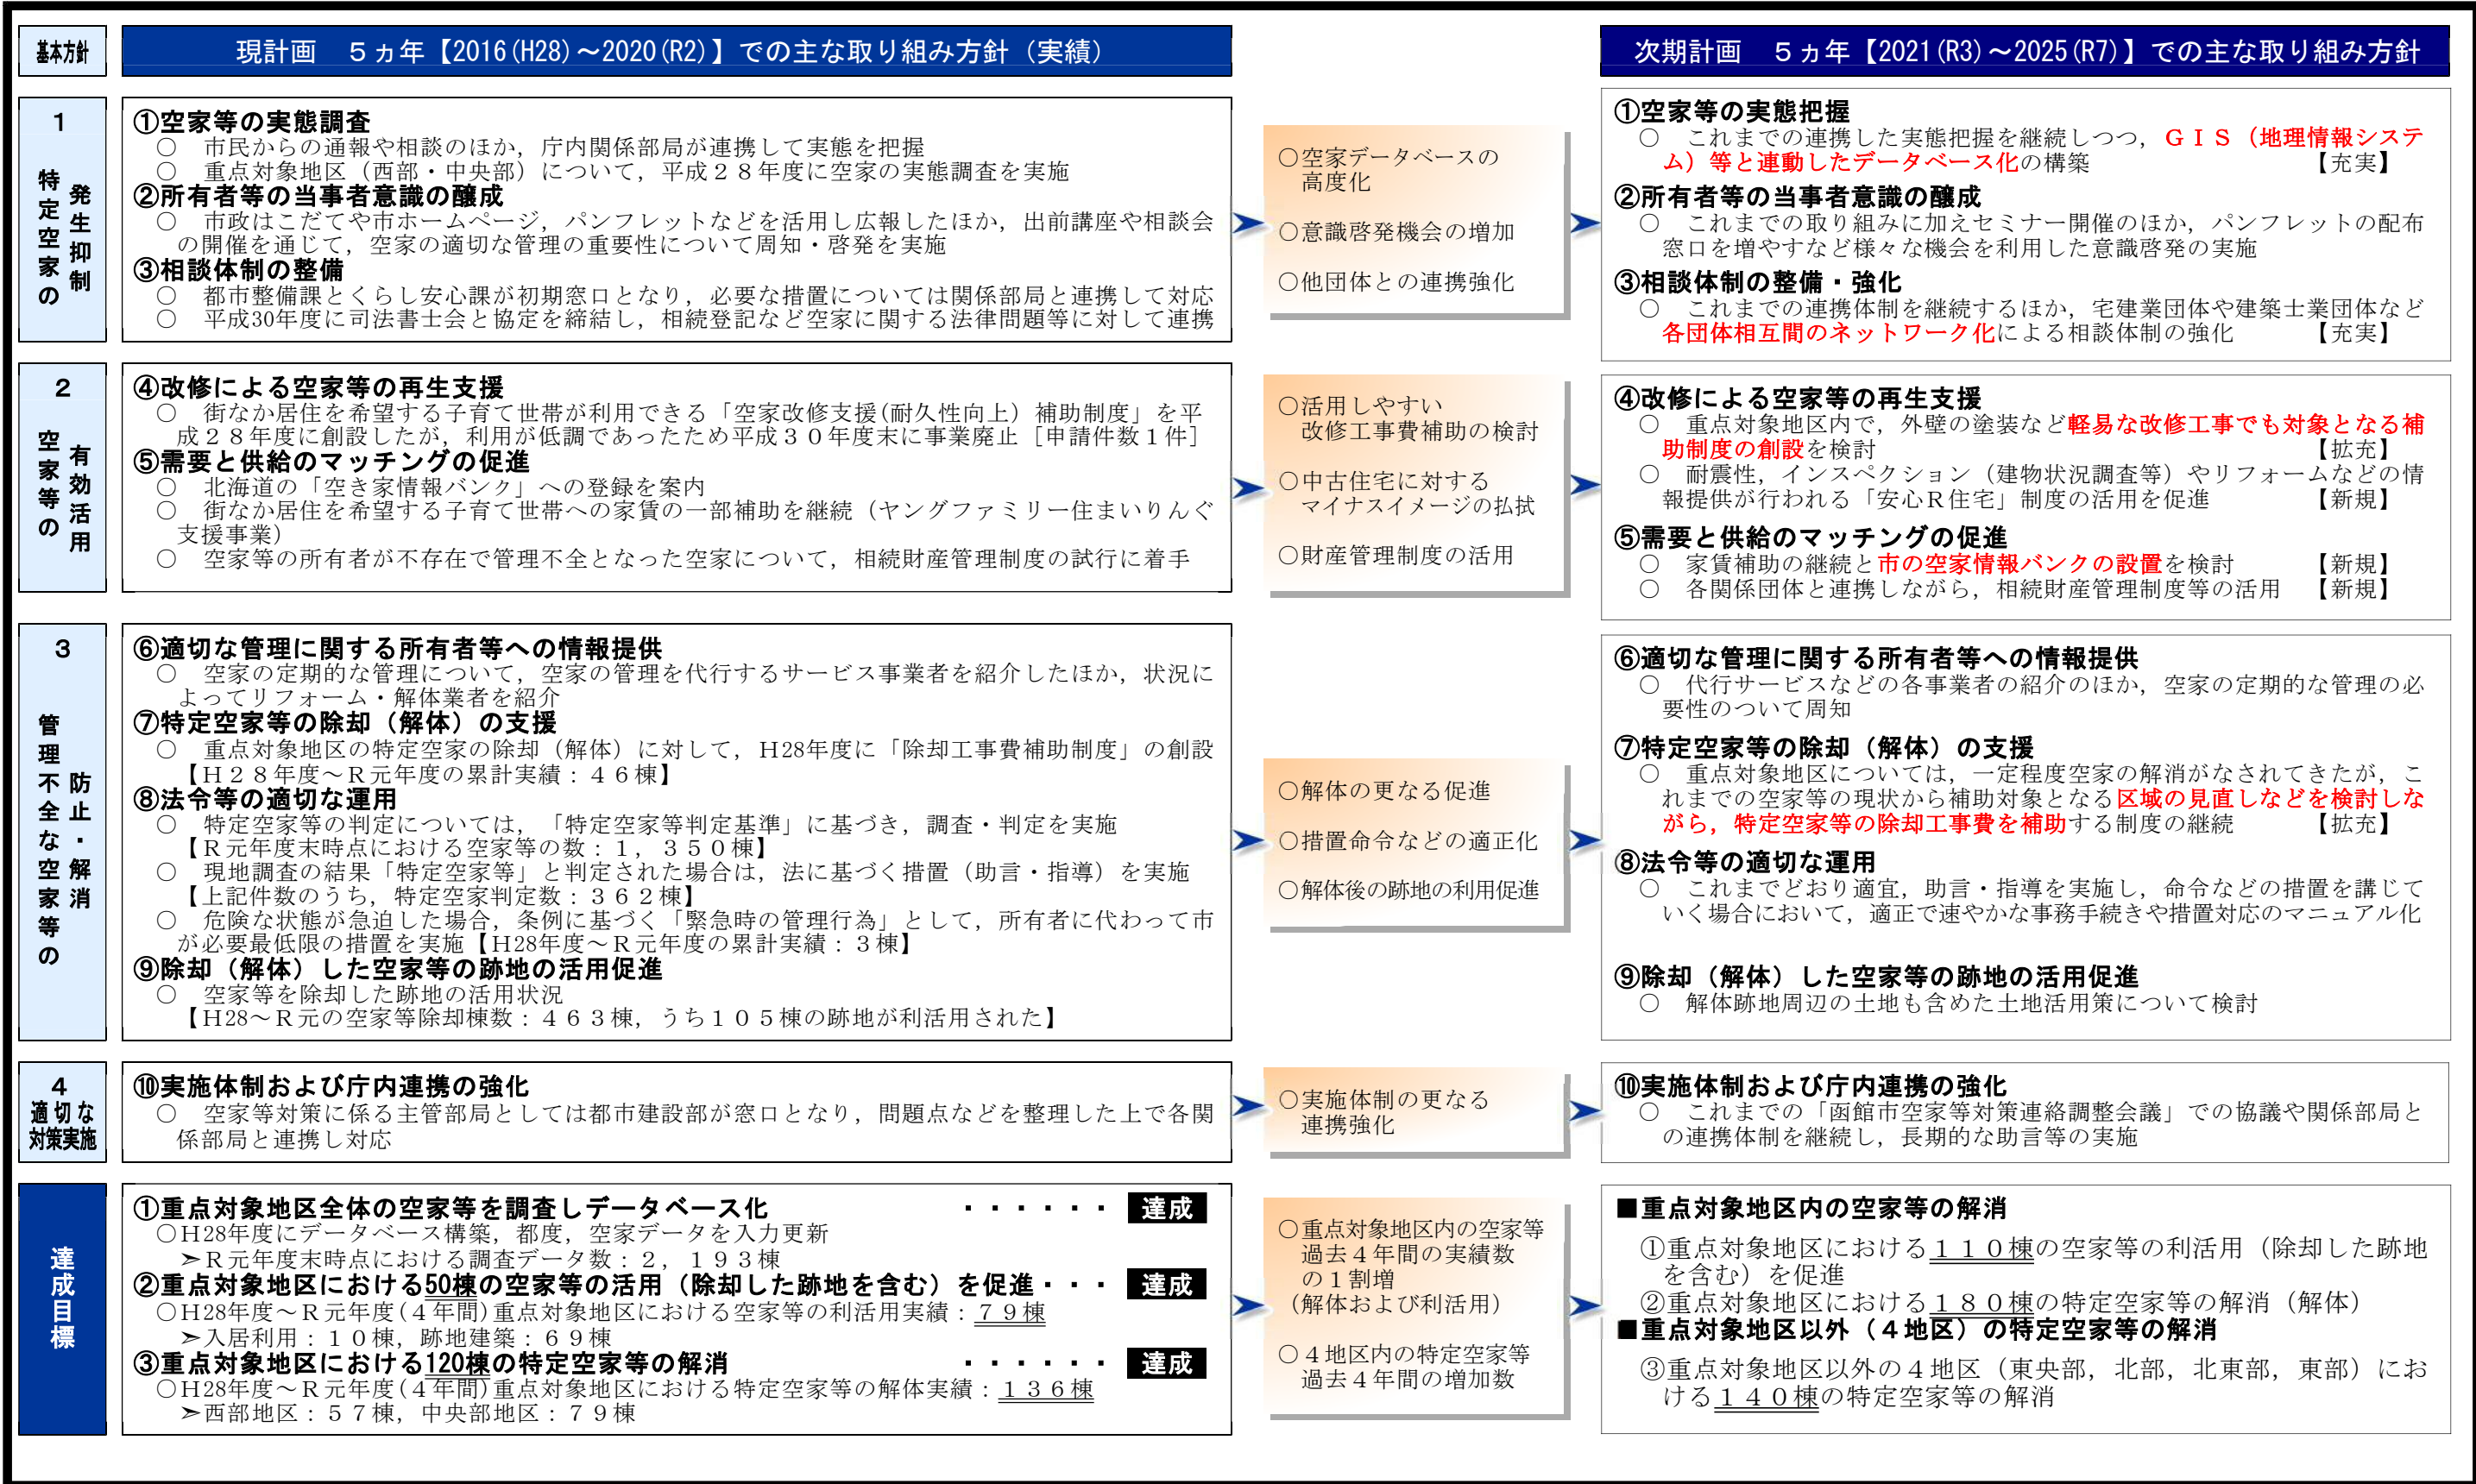 基本方針
現計画　５ヵ年【2016(H28)～2020(R2)】での主な取り組み方針（実績）
次期計画　５ヵ年【2021(R3)～2025(R7)】での主な取り組み方針
１
特定空家の
発生抑制
①空家等の実態調査
○　市民からの通報や相談のほか，庁内関係部局が連携して実態を把握
○　重点対象地区（西部・中央部）について，平成２８年度に空家の実態調査を実施
②所有者等の当事者意識の醸成
○　市政はこだてや市ホームページ，パンフレットなどを活用し広報したほか，出前講座や相談会
の開催を通じて，空家の適切な管理の重要性について周知・啓発を実施
③相談体制の整備
○　都市整備課とくらし安心課が初期窓口となり，必要な措置については関係部局と連携して対応
○　平成30年度に司法書士会と協定を締結し，相続登記など空家に関する法律問題等に対して連携
○空家データベースの
高度化
○意識啓発機会の増加
○他団体との連携強化
①空家等の実態把握
○　これまでの連携した実態把握を継続しつつ，ＧＩＳ（地理情報システ
ム）等と連動したデータベース化の構築　【充実】
②所有者等の当事者意識の醸成
○　これまでの取り組みに加えセミナー開催のほか，パンフレットの配布
窓口を増やすなど様々な機会を利用した意識啓発の実施
③相談体制の整備・強化
○　これまでの連携体制を継続するほか，宅建業団体や建築士業団体など
各団体相互間のネットワーク化による相談体制の強化　【充実】
２
空家等の
有効活用
④改修による空家等の再生支援
○　街なか居住を希望する子育て世帯が利用できる「空家改修支援(耐久性向上）補助制度」を平
成２８年度に創設したが，利用が低調であったため平成３０年度末に事業廃止［申請件数１件］
⑤需要と供給のマッチングの促進
○　北海道の「空き家情報バンク」への登録を案内
○　街なか居住を希望する子育て世帯への家賃の一部補助を継続（ヤングファミリー住まいりんぐ
支援事業）
○　空家等の所有者が不存在で管理不全となった空家について，相続財産管理制度の試行に着手
○活用しやすい
改修工事費補助の検討
○中古住宅に対する
マイナスイメージの払拭
○財産管理制度の活用
④改修による空家等の再生支援
○　重点対象地区内で，外壁の塗装など軽易な改修工事でも対象となる補
助制度の創設を検討　【拡充】
○　耐震性，インスペクション（建物状況調査等）やリフォームなどの情
報提供が行われる「安心Ｒ住宅」制度の活用を促進　【新規】
⑤需要と供給のマッチングの促進
○　家賃補助の継続と市の空家情報バンクの設置を検討　【新規】
○　各関係団体と連携しながら，相続財産管理制度等の活用　【新規】
３
管理不全な空家等の
防止・解消
⑥適切な管理に関する所有者等への情報提供
○　空家の定期的な管理について，空家の管理を代行するサービス事業者を紹介したほか，状況に
よってリフォーム・解体業者を紹介
⑦特定空家等の除却（解体）の支援
○　重点対象地区の特定空家の除却（解体）に対して，H28年度に「除却工事費補助制度」の創設
【Ｈ２８年度～Ｒ元年度の累計実績：４６棟】
⑧法令等の適切な運用
○　特定空家等の判定については，「特定空家等判定基準」に基づき，調査・判定を実施
【Ｒ元年度末時点における空家等の数：１，３５０棟】
○　現地調査の結果「特定空家等」と判定された場合は，法に基づく措置（助言・指導）を実施
【上記件数のうち，特定空家判定数：３６２棟】
○　危険な状態が急迫した場合，条例に基づく「緊急時の管理行為」として，所有者に代わって市
が必要最低限の措置を実施【H28年度～Ｒ元年度の累計実績：３棟】
⑨除却（解体）した空家等の跡地の活用促進
○　空家等を除却した跡地の活用状況
【H28～Ｒ元の空家等除却棟数：４６３棟，うち１０５棟の跡地が利活用された】
○解体の更なる促進
○措置命令などの適正化
○解体後の跡地の利用促進
⑥適切な管理に関する所有者等への情報提供
○　代行サービスなどの各事業者の紹介のほか，空家の定期的な管理の必
要性のついて周知
⑦特定空家等の除却（解体）の支援
○　重点対象地区については，一定程度空家の解消がなされてきたが，こ
れまでの空家等の現状から補助対象となる区域の見直しなどを検討しな
がら，特定空家等の除却工事費を補助する制度の継続　【拡充】
⑧法令等の適切な運用
○　これまでどおり適宜，助言・指導を実施し，命令などの措置を講じて
いく場合において，適正で速やかな事務手続きや措置対応のマニュアル化
⑨除却（解体）した空家等の跡地の活用促進
○　解体跡地周辺の土地も含めた土地活用策について検討
４
適切な
対策実施
⑩実施体制および庁内連携の強化
○　空家等対策に係る主管部局としては都市建設部が窓口となり，問題点などを整理した上で各関
係部局と連携し対応
○実施体制の更なる
連携強化
⑩実施体制および庁内連携の強化
○　これまでの「函館市空家等対策連絡調整会議」での協議や関係部局と
の連携体制を継続し，長期的な助言等の実施
達成目標
①重点対象地区全体の空家等を調査しデータベース化　・・・・・・　達成
○H28年度にデータベース構築，都度，空家データを入力更新
➢Ｒ元年度末時点における調査データ数：２，１９３棟
②重点対象地区における50棟の空家等の活用（除却した跡地を含む）を促進・・・　達成
○H28年度～Ｒ元年度(４年間)重点対象地区における空家等の利活用実績：７９棟
➢入居利用：１０棟，跡地建築：６９棟
③重点対象地区における120棟の特定空家等の解消　・・・・・・　達成
○H28年度～Ｒ元年度(４年間)重点対象地区における特定空家等の解体実績：１３６棟
➢西部地区：５７棟，中央部地区：７９棟
○重点対象地区内の空家等
過去４年間の実績数
の１割増
（解体および利活用）
○４地区内の特定空家等
過去４年間の増加数
■重点対象地区内の空家等の解消
①重点対象地区における１１０棟の空家等の利活用（除却した跡地
を含む）を促進
②重点対象地区における１８０棟の特定空家等の解消（解体）
■重点対象地区以外（４地区）の特定空家等の解消
③重点対象地区以外の４地区（東央部，北部，北東部，東部）にお
ける１４０棟の特定空家等の解消